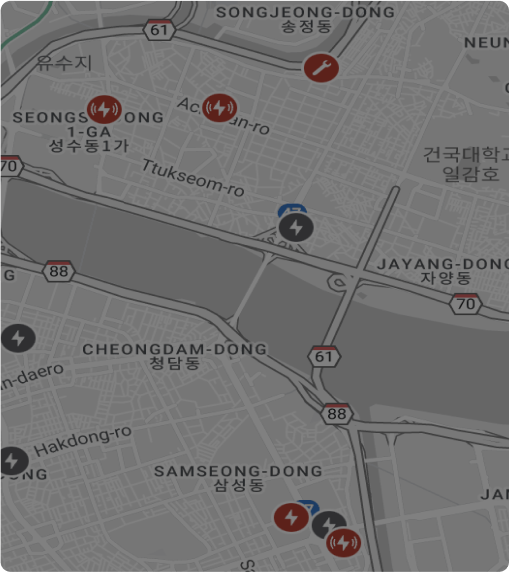 SONGJEONG-DONG
송정동
61
NEUN
유수지
SEONGS
ONG
1-GA
성수동1가
Ac
an-ro
건국대학교
일감호
70
Ttukseom-ro
JAYANG-DONG
자양동
G
88
70
CHEONGDAM-DONG
청담동
61
n-daero
88
Hakdong-ro
ONG
SAMSEONG-DONG
삼성동
JAN